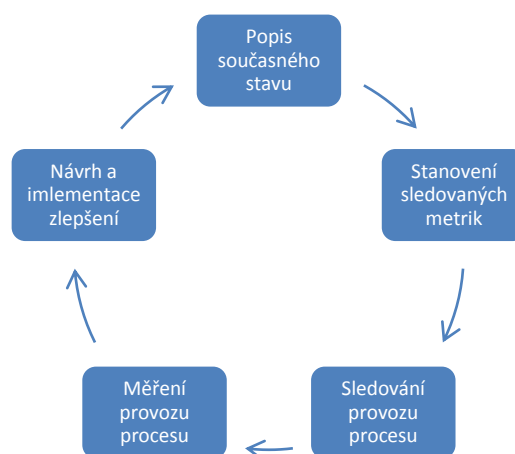 Popis
současného
stavu
Stanovení
sledovaných
metrik
Sledování
provozu
procesu
Měření
provozu
procesu
Návrh a
imlementace
zlepšení